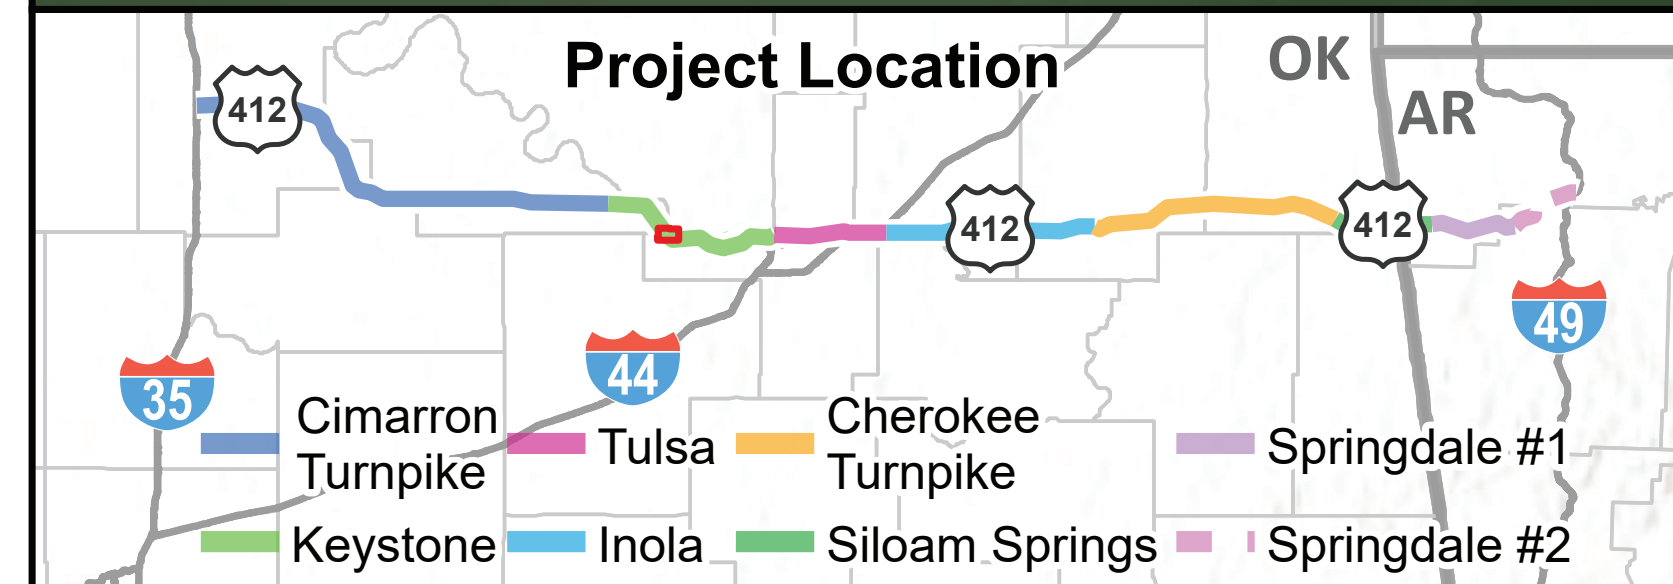 Project Location
OK
AR
412
412
412
35
44
49
Cimarron
Turnpike
Tulsa
Cherokee
Turnpike
Springdale #1
Keystone
Inola
Siloam Springs
Springdale #2